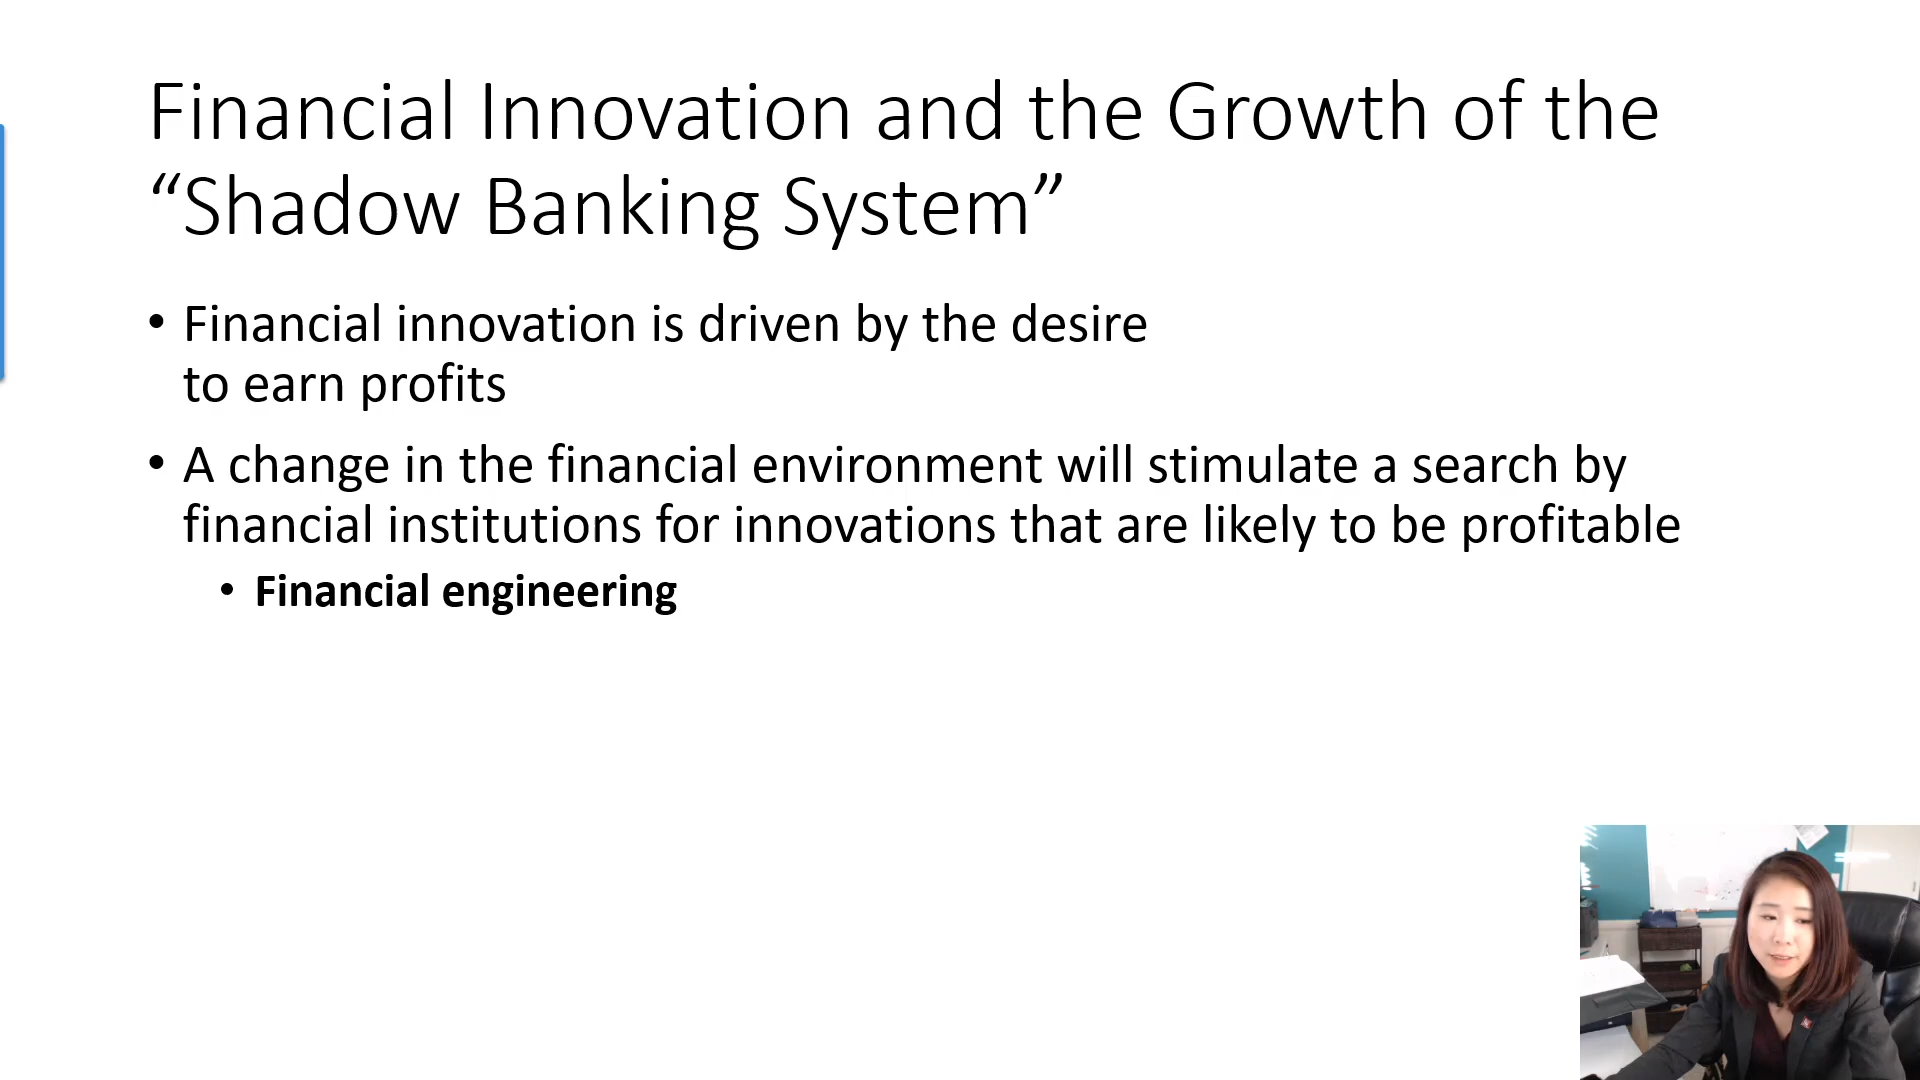 Financial Innovation and the Growth of the
“Shadow Banking System”
• Financial innovation is driven by the desire
to earn profits
• A change in the financial environment will stimulate a search by
financial institutions for innovations that are likely to be profitable
• Financial engineering